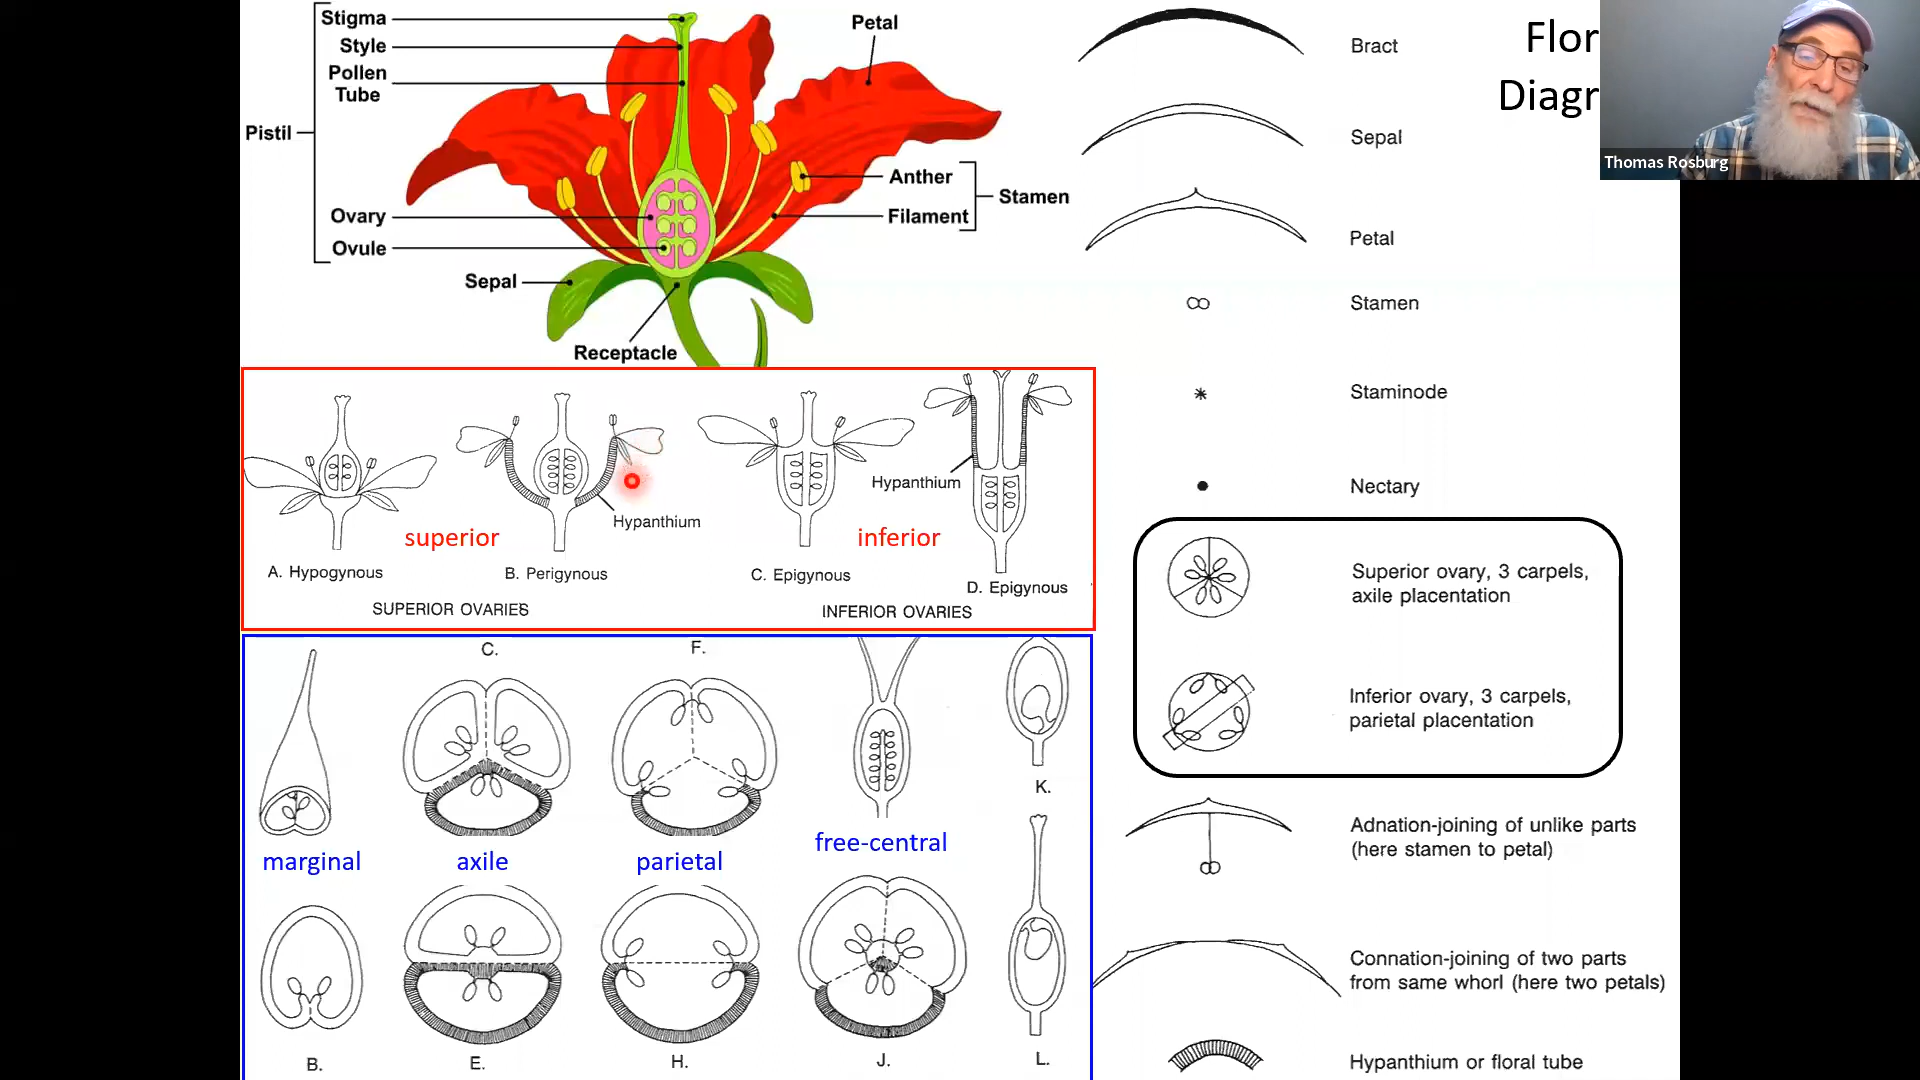 Stigma
Style
Pollen
Tube
Pistil
Ovary
Ovule
Sepal
Receptacle
Petal
Anther
Filament
Stamen
Hypanthium
superior
A. Hypogynous
B. Perigynous
SUPERIOR OVARIES
Hypanthium
inferior
C. Epigynous
D. Epigynous
INFERIOR OVARIES
C.
F.
K.
marginal
axile
parietal
free-central
B.
E.
H.
J.
L.
Flor
Diagr
Thomas Rosburg
Bract
Sepal
Petal
Stamen
Staminode
Nectary
Superior ovary, 3 carpels,
axile placentation
Inferior ovary, 3 carpels,
parietal placentation
Adnation-joining of unlike parts
(here stamen to petal)
Connation-joining of two parts
from same whorl (here two petals)
Hypanthium or floral tube